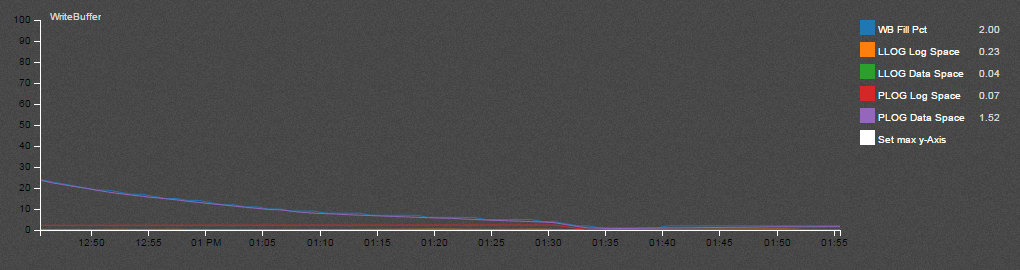 WriteBuffer
100
90
80
70
60
50
40
30
20
10
0
12:50 12:55 01 PM 01:05 01:10 01:15 01:20 01:25 01:30 01:35 01:40 01:45 01:50 01:55
WB Fill Pct 2.00
LLOG Log Space 0.23
LLOG Data Space 0.04
PLOG Log Space 0.07
PLOG Data Space 1.52
Set max y-Axis